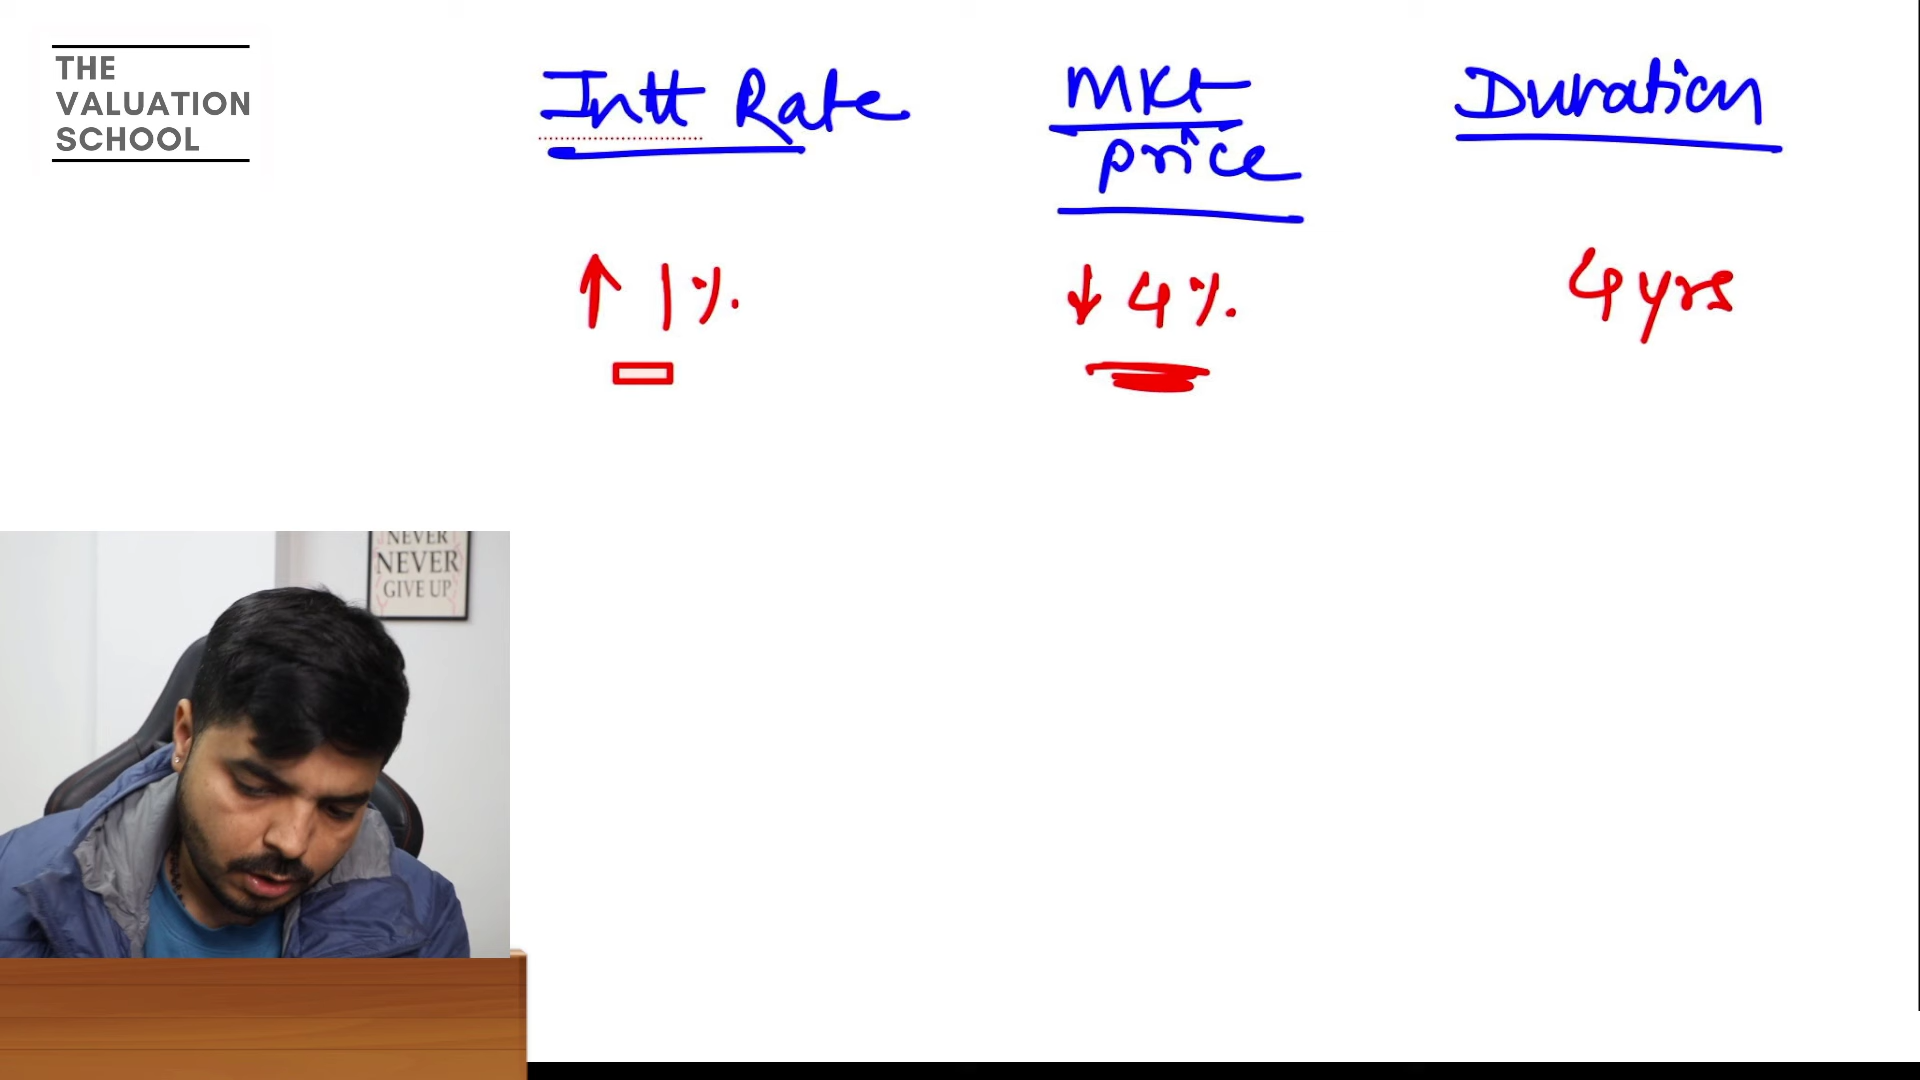 THE
VALUATION
SCHOOL
Intt Rate
Mkt
price
Duration
↑ 1%
↓ 4%
4 yrs
NEVER
NEVER
GIVE UP